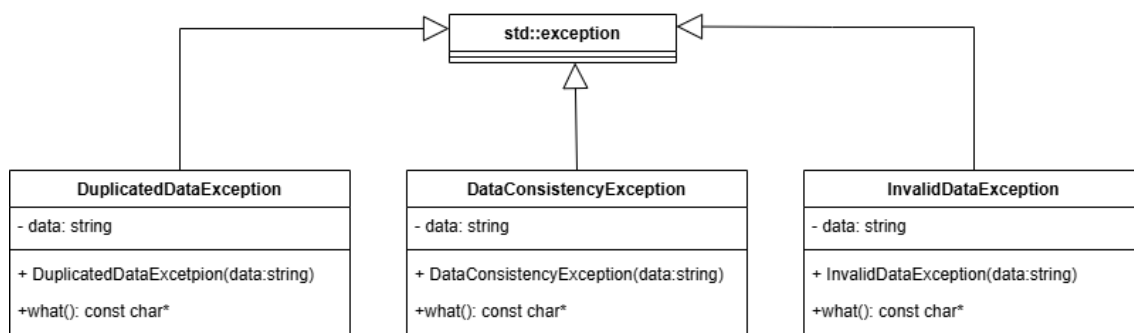 std::exception
DuplicatedDataException
- data: string
+ DuplicatedDataExcetpion(data:string)
+what(): const char*
DataConsistencyException
- data: string
+ DataConsistencyException(data:string)
+what(): const char*
InvalidDataException
- data: string
+ InvalidDataException(data:string)
+what(): const char*